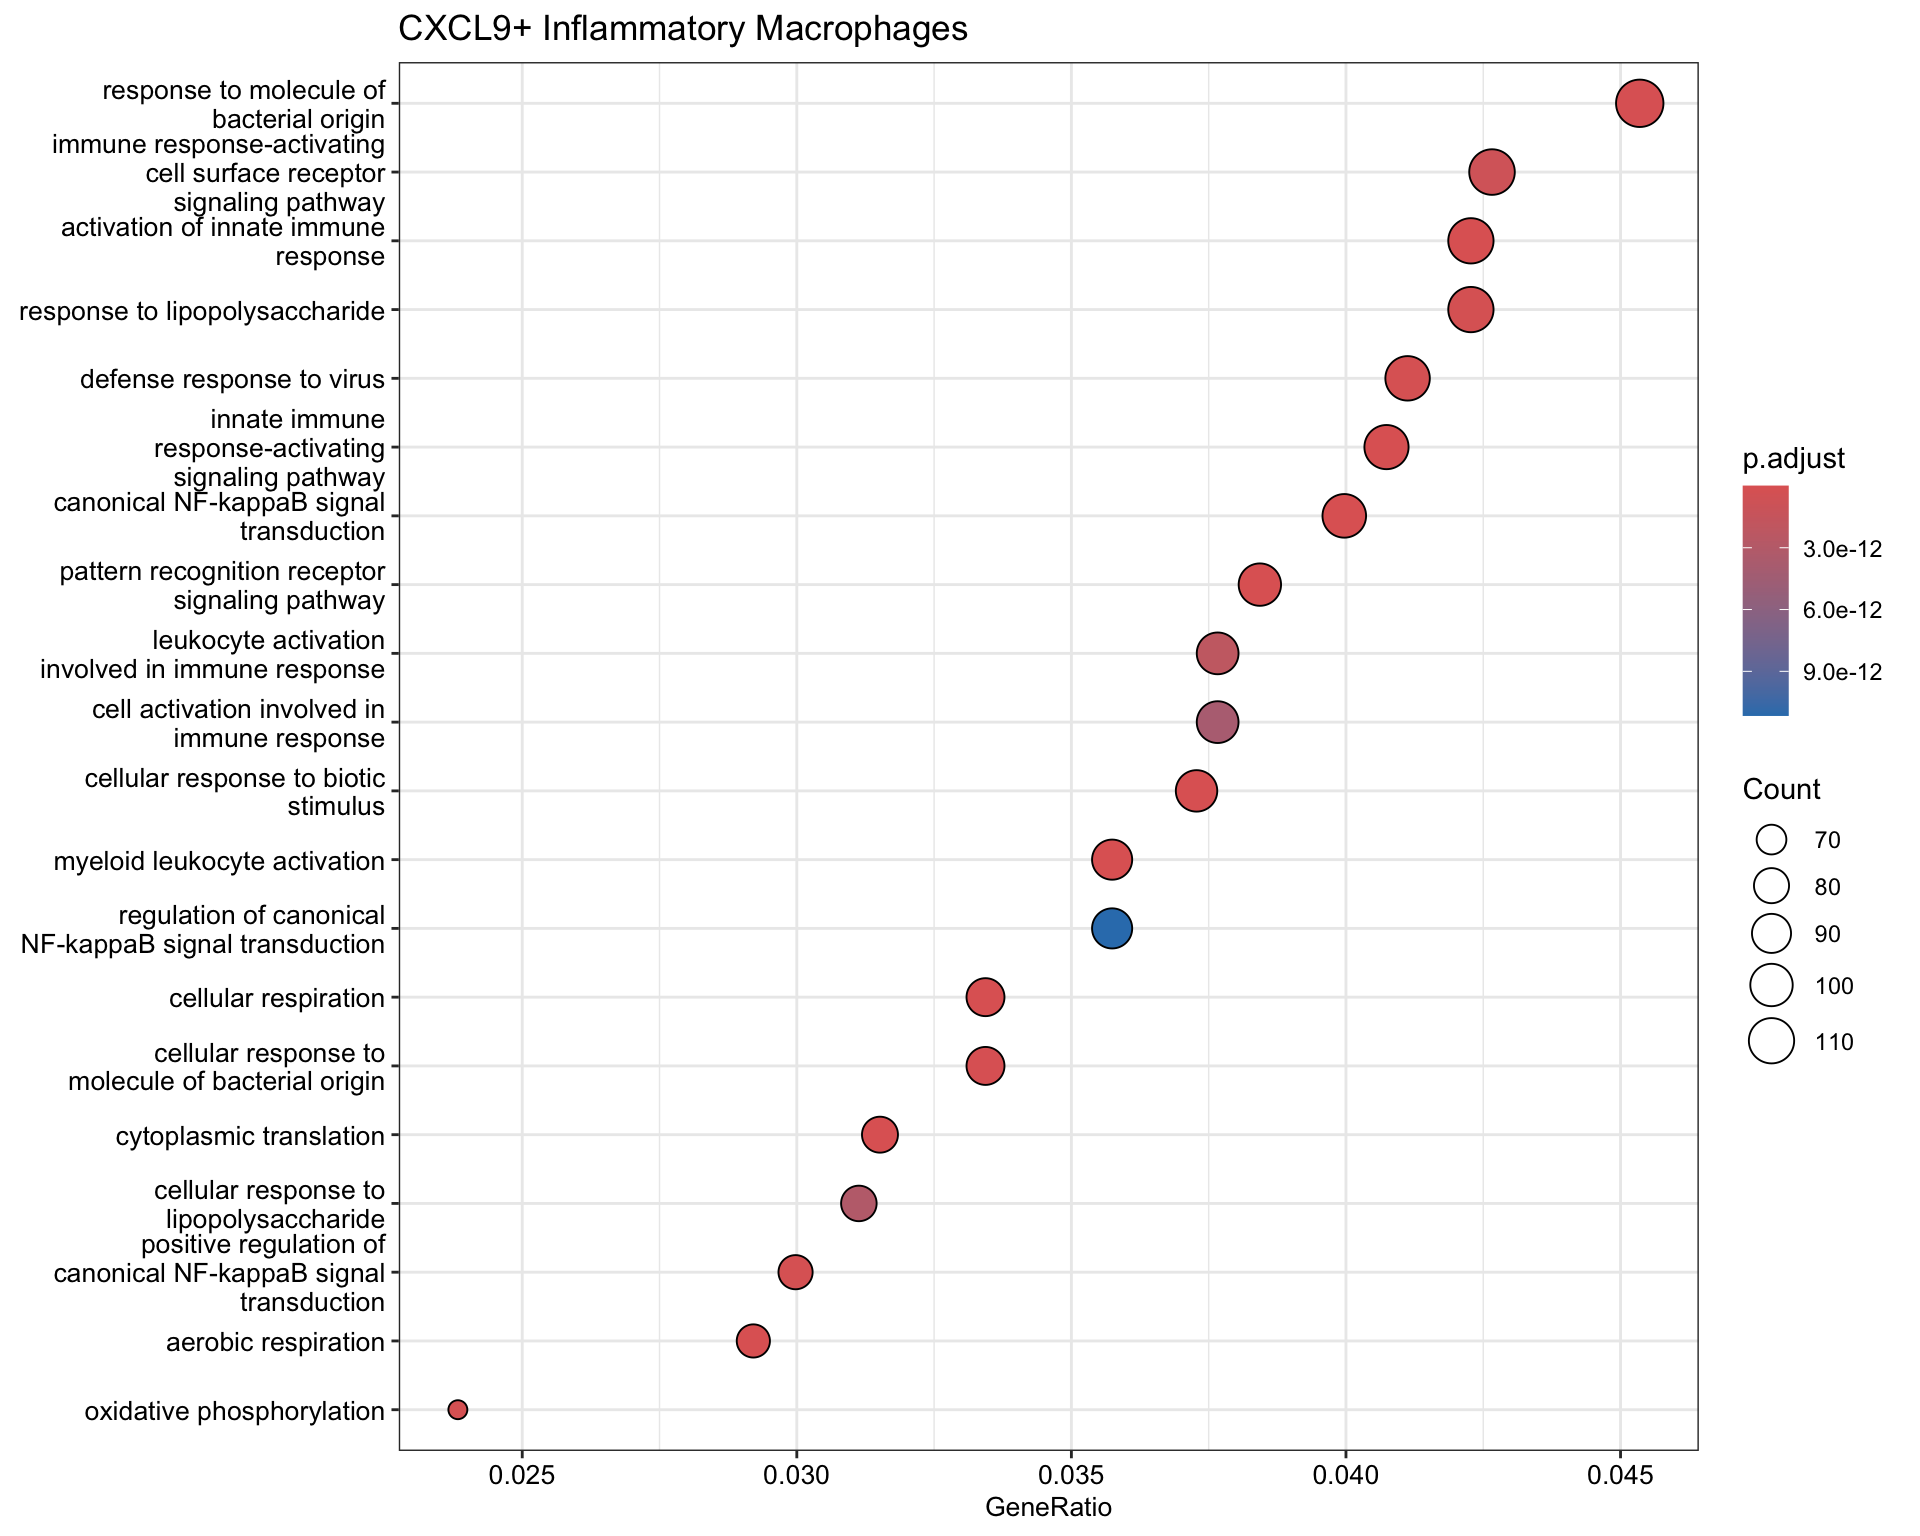 CXCL9+ Inflammatory Macrophages
response to molecule of
bacterial origin
immune response-activating
cell surface receptor
signaling pathway
activation of innate immune
response
response to lipopolysaccharide
defense response to virus
innate immune
response-activating
signaling pathway
canonical NF-kappaB signal
transduction
pattern recognition receptor
signaling pathway
leukocyte activation
involved in immune response
cell activation involved in
immune response
cellular response to biotic
stimulus
myeloid leukocyte activation
regulation of canonical
NF-kappaB signal transduction
cellular respiration
cellular response to
molecule of bacterial origin
cytoplasmic translation
cellular response to
lipopolysaccharide
positive regulation of
canonical NF-kappaB signal
transduction
aerobic respiration
oxidative phosphorylation
0.025 0.030 0.035 0.040 0.045
GeneRatio
p.adjust
3.0e-12
6.0e-12
9.0e-12
Count
70
80
90
100
110